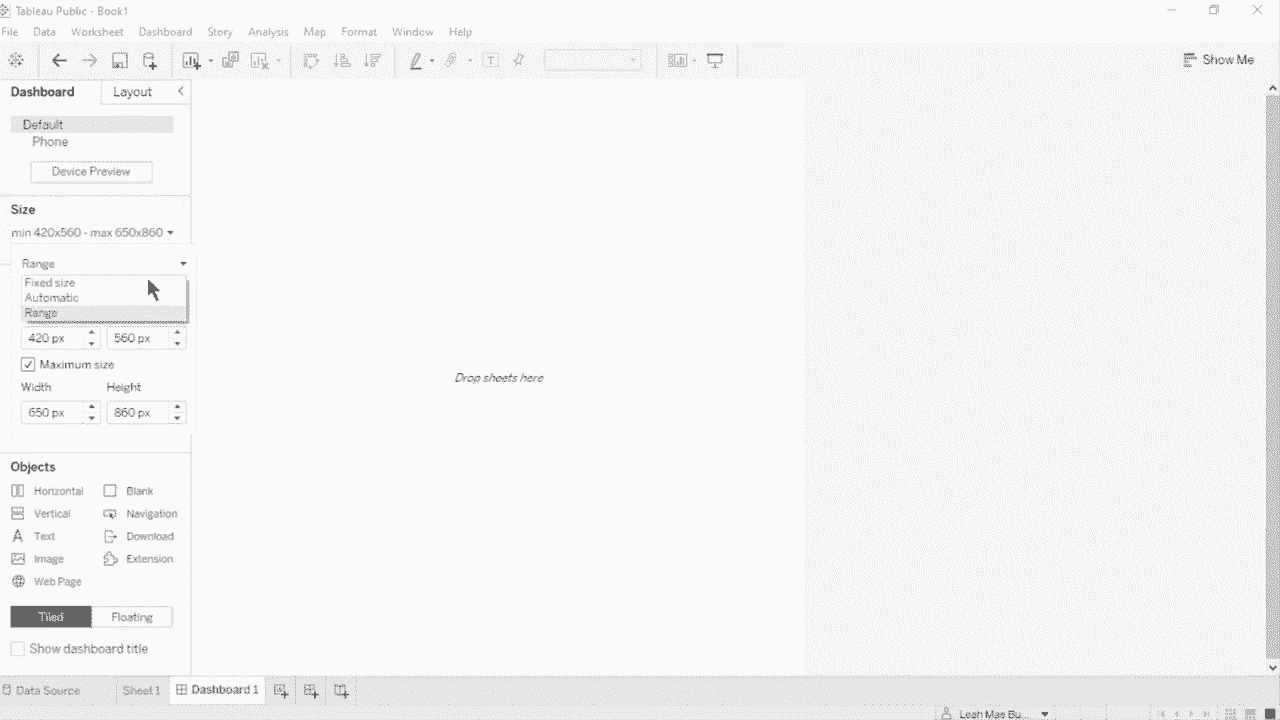 Tableau Public - Book1
File Data Worksheet Dashboard Story Analysis Map Format Window Help
Show Me
Dashboard Layout
Default
Phone
Device Preview
Size
min 420x560 - max 650x860
Range
Fixed size
Automatic
Range
420 px 560 px
Maximum size
Width Height
650 px 860 px
Drop sheets here
Objects
Horizontal Blank
Vertical Navigation
Text Download
Image Extension
Web Page
Tiled Floating
Show dashboard title
Data Source Sheet 1 Dashboard 1
Leah Mae Bu...